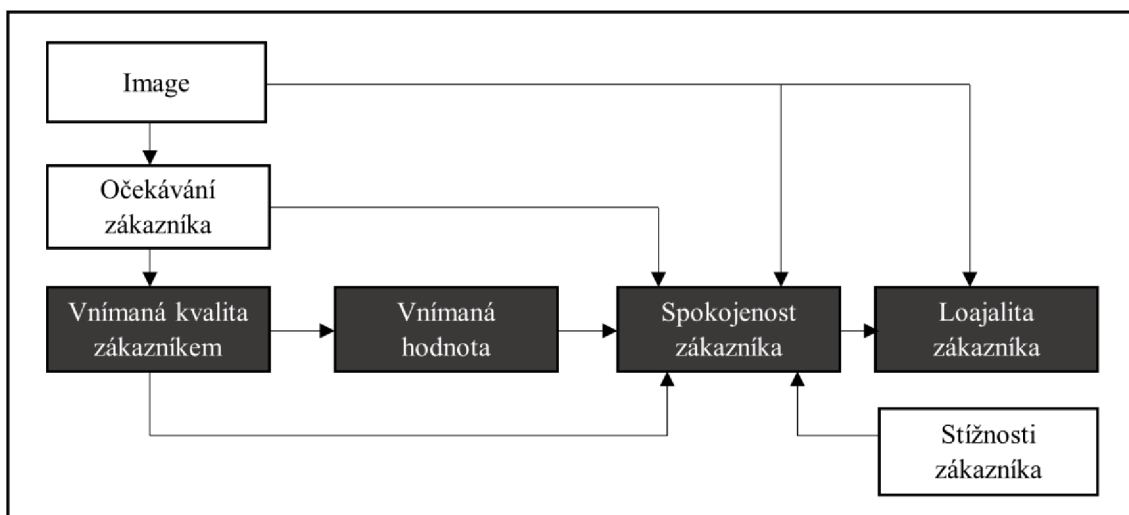 Image
Očekávání
zákazníka
Vnímaná kvalita
zákazníkem
Vnímaná
hodnota
Spokojenost
zákazníka
Loajalita
zákazníka
Stížnosti
zákazníka